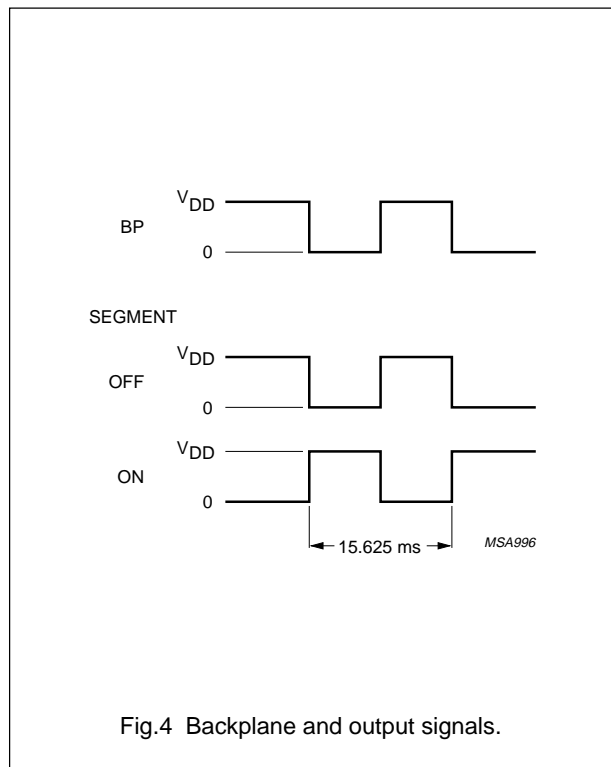 VDD
BP
0
SEGMENT
VDD
OFF
0
VDD
ON
0
15.625 ms
MSA996
Fig.4 Backplane and output signals.